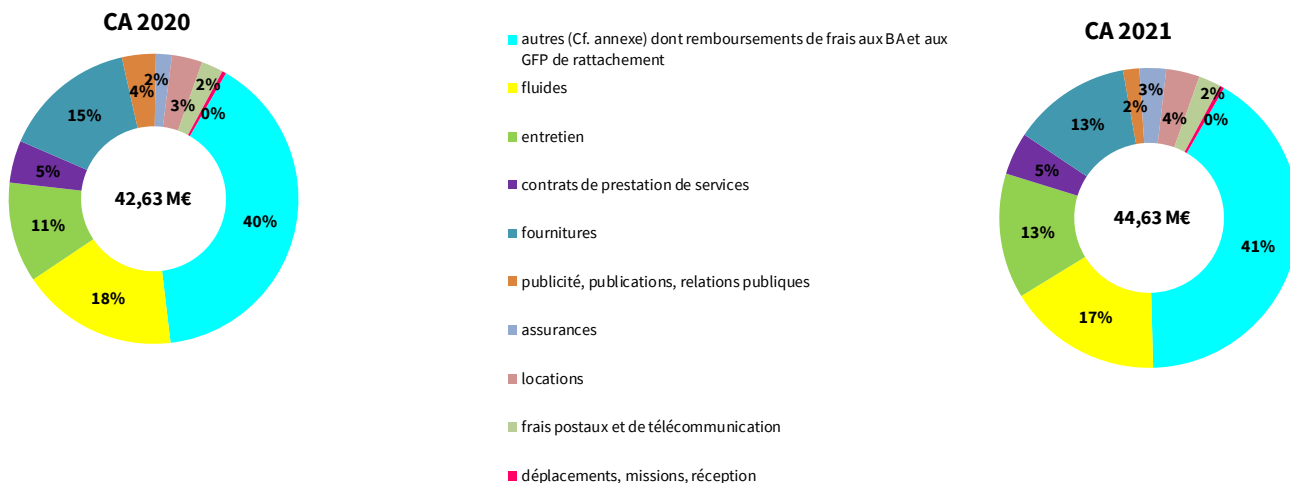 CA 2020
2%
2%
4%
3%
0%
15%
5%
42,63 M€
40%
11%
18%
autres (Cf. annexe) dont remboursements de frais aux BA et aux
GFP de rattachement
fluides
entretien
contrats de prestation de services
fournitures
publicité, publications, relations publiques
assurances
locations
frais postaux et de télécommunication
déplacements, missions, réception
CA 2021
3%
2%
2%
4%
0%
13%
5%
44,63 M€
13%
41%
17%